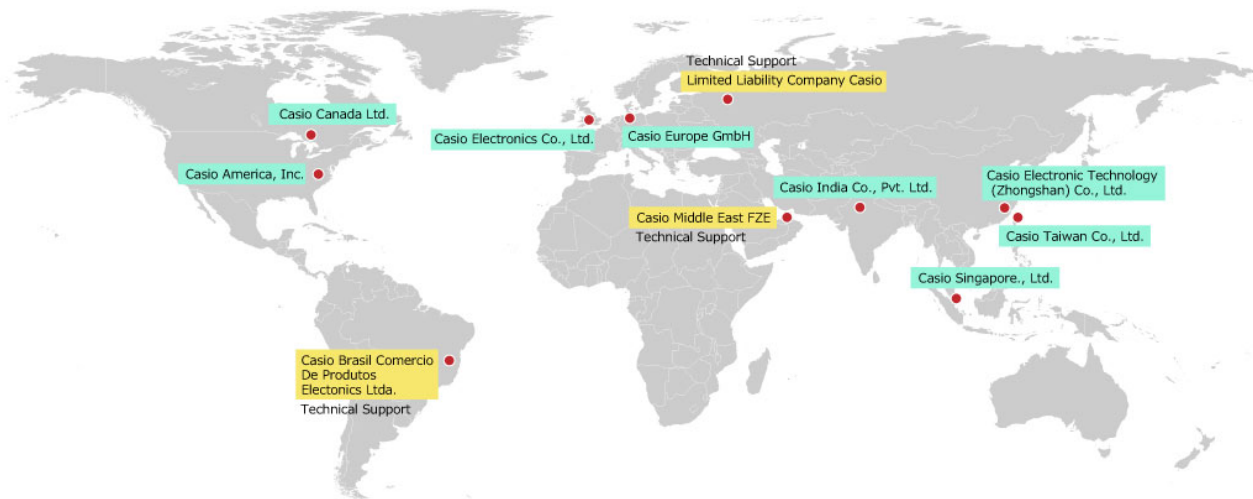 Technical Support
Limited Liability Company Casio
Casio Canada Ltd.
Casio Electronics Co., Ltd.
Casio Europe GmbH
Casio America, Inc.
Casio India Co., Pvt. Ltd.
Casio Electronic Technology
(Zhongshan) Co., Ltd.
Casio Middle East FZE
Technical Support
Casio Taiwan Co., Ltd.
Casio Singapore., Ltd.
Casio Brasil Comercio
De Produtos
Electonics Ltda.
Technical Support